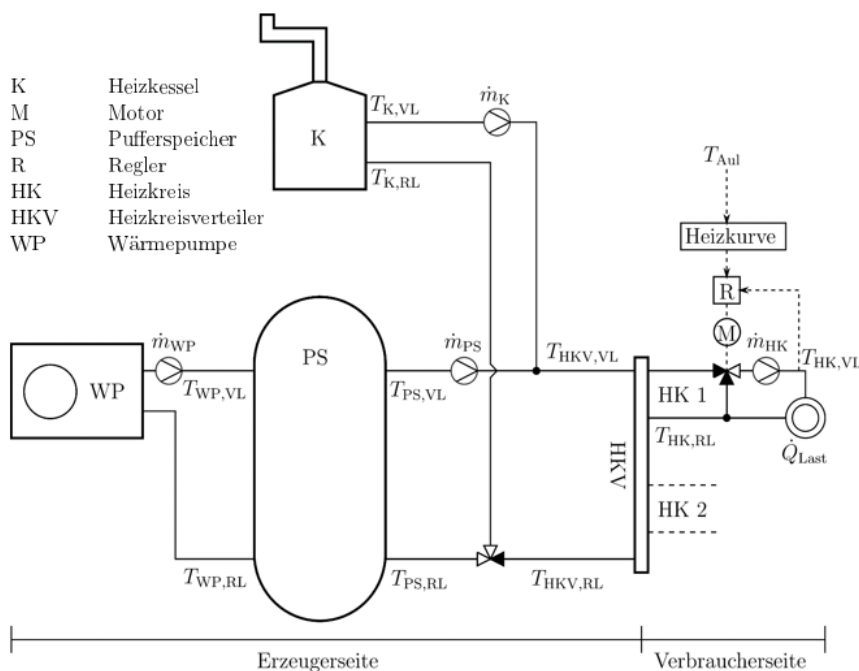 K Heizkessel
M Motor
PS Pufferspeicher
R Regler
HK Heizkreis
HKV Heizkreisverteiler
WP Wärmepumpe
T_K,VL
ṁ_K
K
T_K,RL
T_Aul
Heizkurve
R
M
ṁ_WP
PS
ṁ_PS
T_HKV,VL
ṁ_HK
T_HK,VL
WP
T_WP,VL
T_PS,VL
HK 1
T_HK,RL
Q̇_Last
HKV
HK 2
T_WP,RL
T_PS,RL
T_HKV,RL
Erzeugerseite
Verbraucherseite